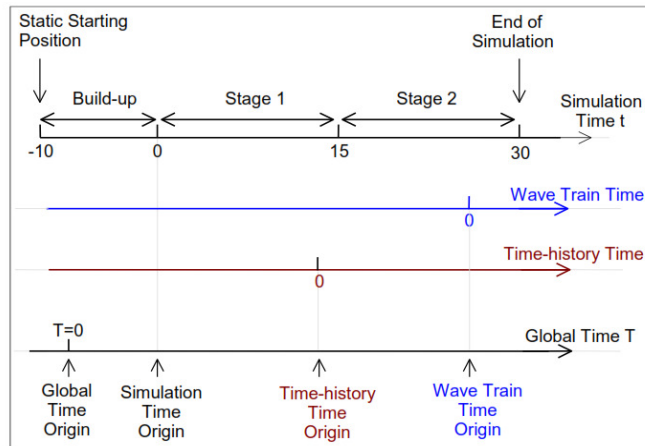 Static Starting
Position
End of
Simulation
Build-up
Stage 1
Stage 2
Simulation
Time t
-10
0
15
30
Wave Train Time
0
Time-history Time
0
T=0
Global Time T
Global
Time
Origin
Simulation
Time
Origin
Time-history
Time
Origin
Wave Train
Time
Origin